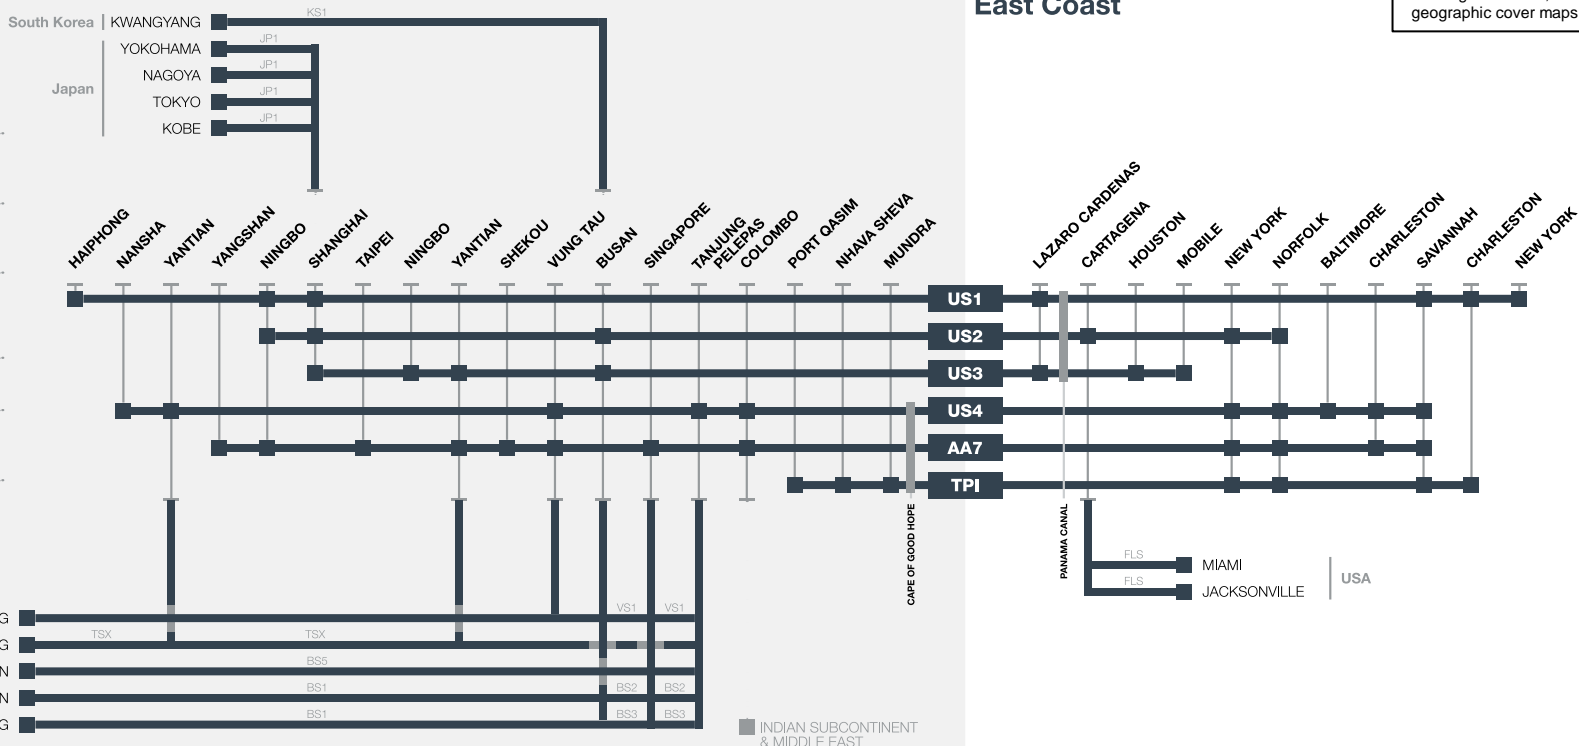 East Coast
geographic cover maps
South Korea
KWANGYANG
KS1
YOKOHAMA
JP1
NAGOYA
JP1
Japan
TOKYO
JP1
KOBE
JP1
HAIPHONG
NANSHA
YANTIAN
YANGSHAN
NINGBO
SHANGHAI
TAIPEI
NINGBO
YANTIAN
SHEKOU
VUNG TAU
BUSAN
SINGAPORE
TANJUNG
PELEPAS
COLOMBO
PORT QASIM
NHAVA SHEVA
MUNDRA
LAZARO CARDENAS
CARTAGENA
HOUSTON
MOBILE
NEW YORK
NORFOLK
BALTIMORE
CHARLESTON
SAVANNAH
CHARLESTON
NEW YORK
US1
US2
US3
US4
AA7
TPI
CAPE OF GOOD HOPE
PANAMA CANAL
FLS
MIAMI
FLS
JACKSONVILLE
USA
G
VS1
VS1
G
TSX
TSX
N
BS5
N
BS1
BS2
BS2
G
BS1
BS3
BS3
INDIAN SUBCONTINENT
& MIDDLE EAST